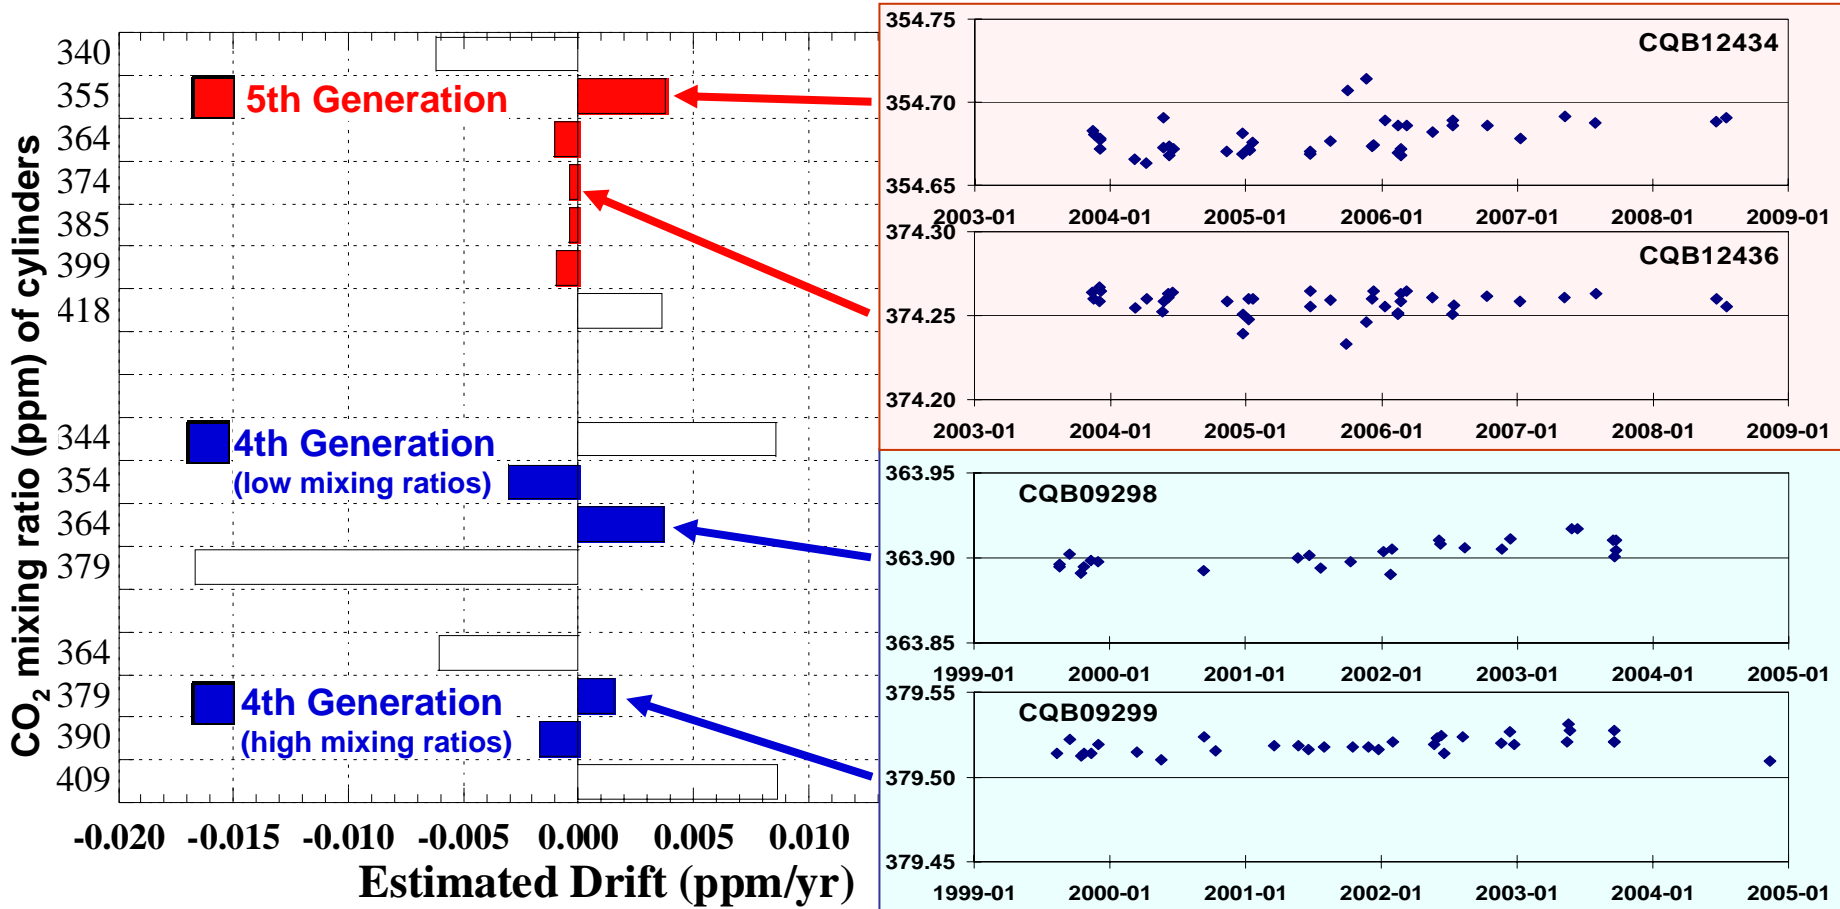 CO2 mixing ratio (ppm) of cylinders
340
355
364
374
385
399
418
344
354
364
379
364
379
390
409
5th Generation
4th Generation
(low mixing ratios)
4th Generation
(high mixing ratios)
-0.020 -0.015 -0.010 -0.005 0.000 0.005 0.010
Estimated Drift (ppm/yr)
354.75
CQB12434
354.70
354.65
2003-01 2004-01 2005-01 2006-01 2007-01 2008-01 2009-01
374.30
CQB12436
374.25
374.20
2003-01 2004-01 2005-01 2006-01 2007-01 2008-01 2009-01
363.95
CQB09298
363.90
363.85
1999-01 2000-01 2001-01 2002-01 2003-01 2004-01 2005-01
379.55
CQB09299
379.50
379.45
1999-01 2000-01 2001-01 2002-01 2003-01 2004-01 2005-01